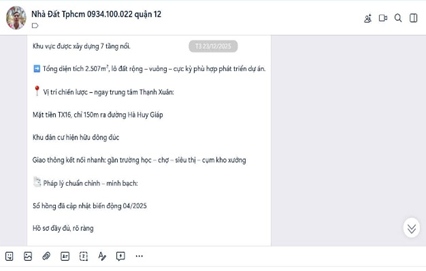 Nhà Đất Tphcm 0934.100.022 quận 12
Khu vực được xây dựng 7 tầng nổi.
T3 23/12/2025
Tổng diện tích 2.507m², lô đất rộng – vuông – cực kỳ phù hợp phát triển dự án.
Vị trí chiến lược – ngay trung tâm Thạnh Xuân:
Mặt tiền TX16, chỉ 150m ra đường Hà Huy Giáp
Khu dân cư hiện hữu đông đúc
Giao thông kết nối nhanh: gần trường học – chợ – siêu thị – cụm kho xưởng
Pháp lý chuẩn chỉnh – minh bạch:
Sổ hồng đã cập nhật biến động 04/2025
Hồ sơ đầy đủ, rõ ràng